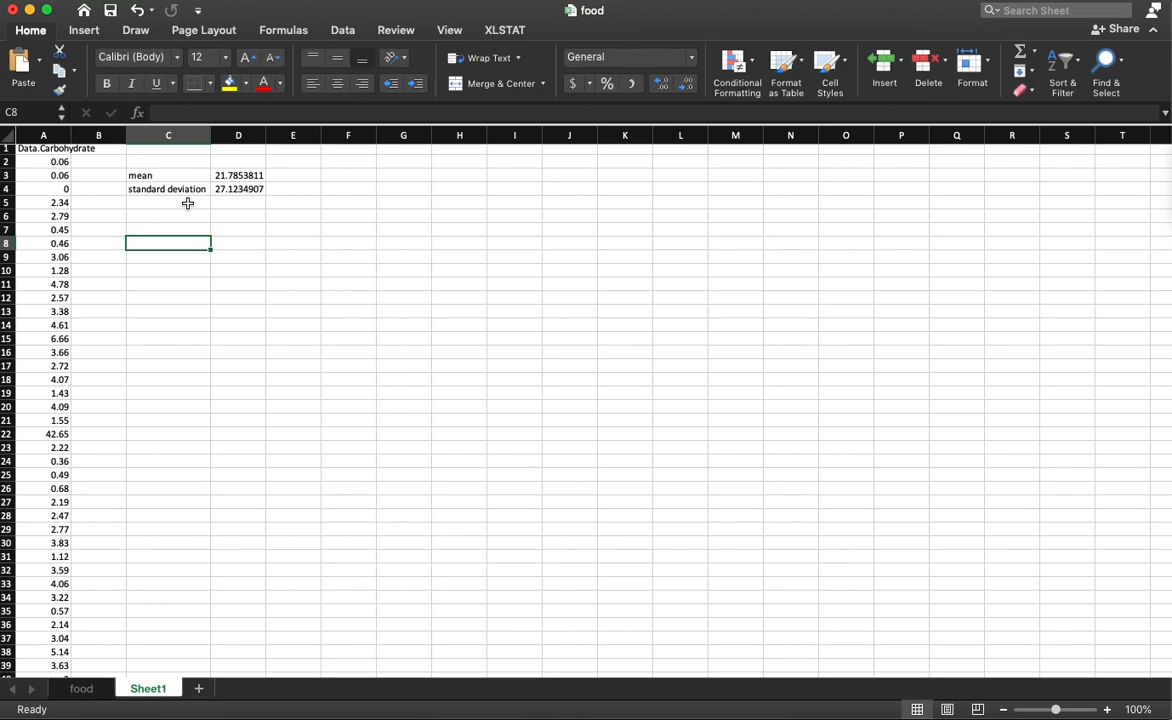 food
Search Sheet
Home Insert Draw Page Layout Formulas Data View XLSTAT
Share
Paste
Calibri (Body) 12
B I U
Wrap Text
Merge & Center
General
$ % )
Conditional Formatting
Format as Table
Cell Styles
Insert
Delete
Format
Sort & Filter
Find & Select
C8 fx
A B C D E F G H I J K L M N O P Q R S T
1 Data.Carbohydrate
2 0.06
3 0.06 mean 21.7853811
4 0 standard deviation 27.1234907
5 2.34
6 2.79
7 0.45
8 0.46
9 3.06
10 1.28
11 4.78
12 2.57
13 3.38
14 4.61
15 6.66
16 3.66
17 2.72
18 4.07
19 1.43
20 4.09
21 1.55
22 42.65
23 2.22
24 0.36
25 0.49
26 0.68
27 2.19
28 2.47
29 2.77
30 3.83
31 1.12
32 3.59
33 4.06
34 3.22
35 0.57
36 2.14
37 3.04
38 5.14
39 3.63
food Sheet1 +
Ready
100%